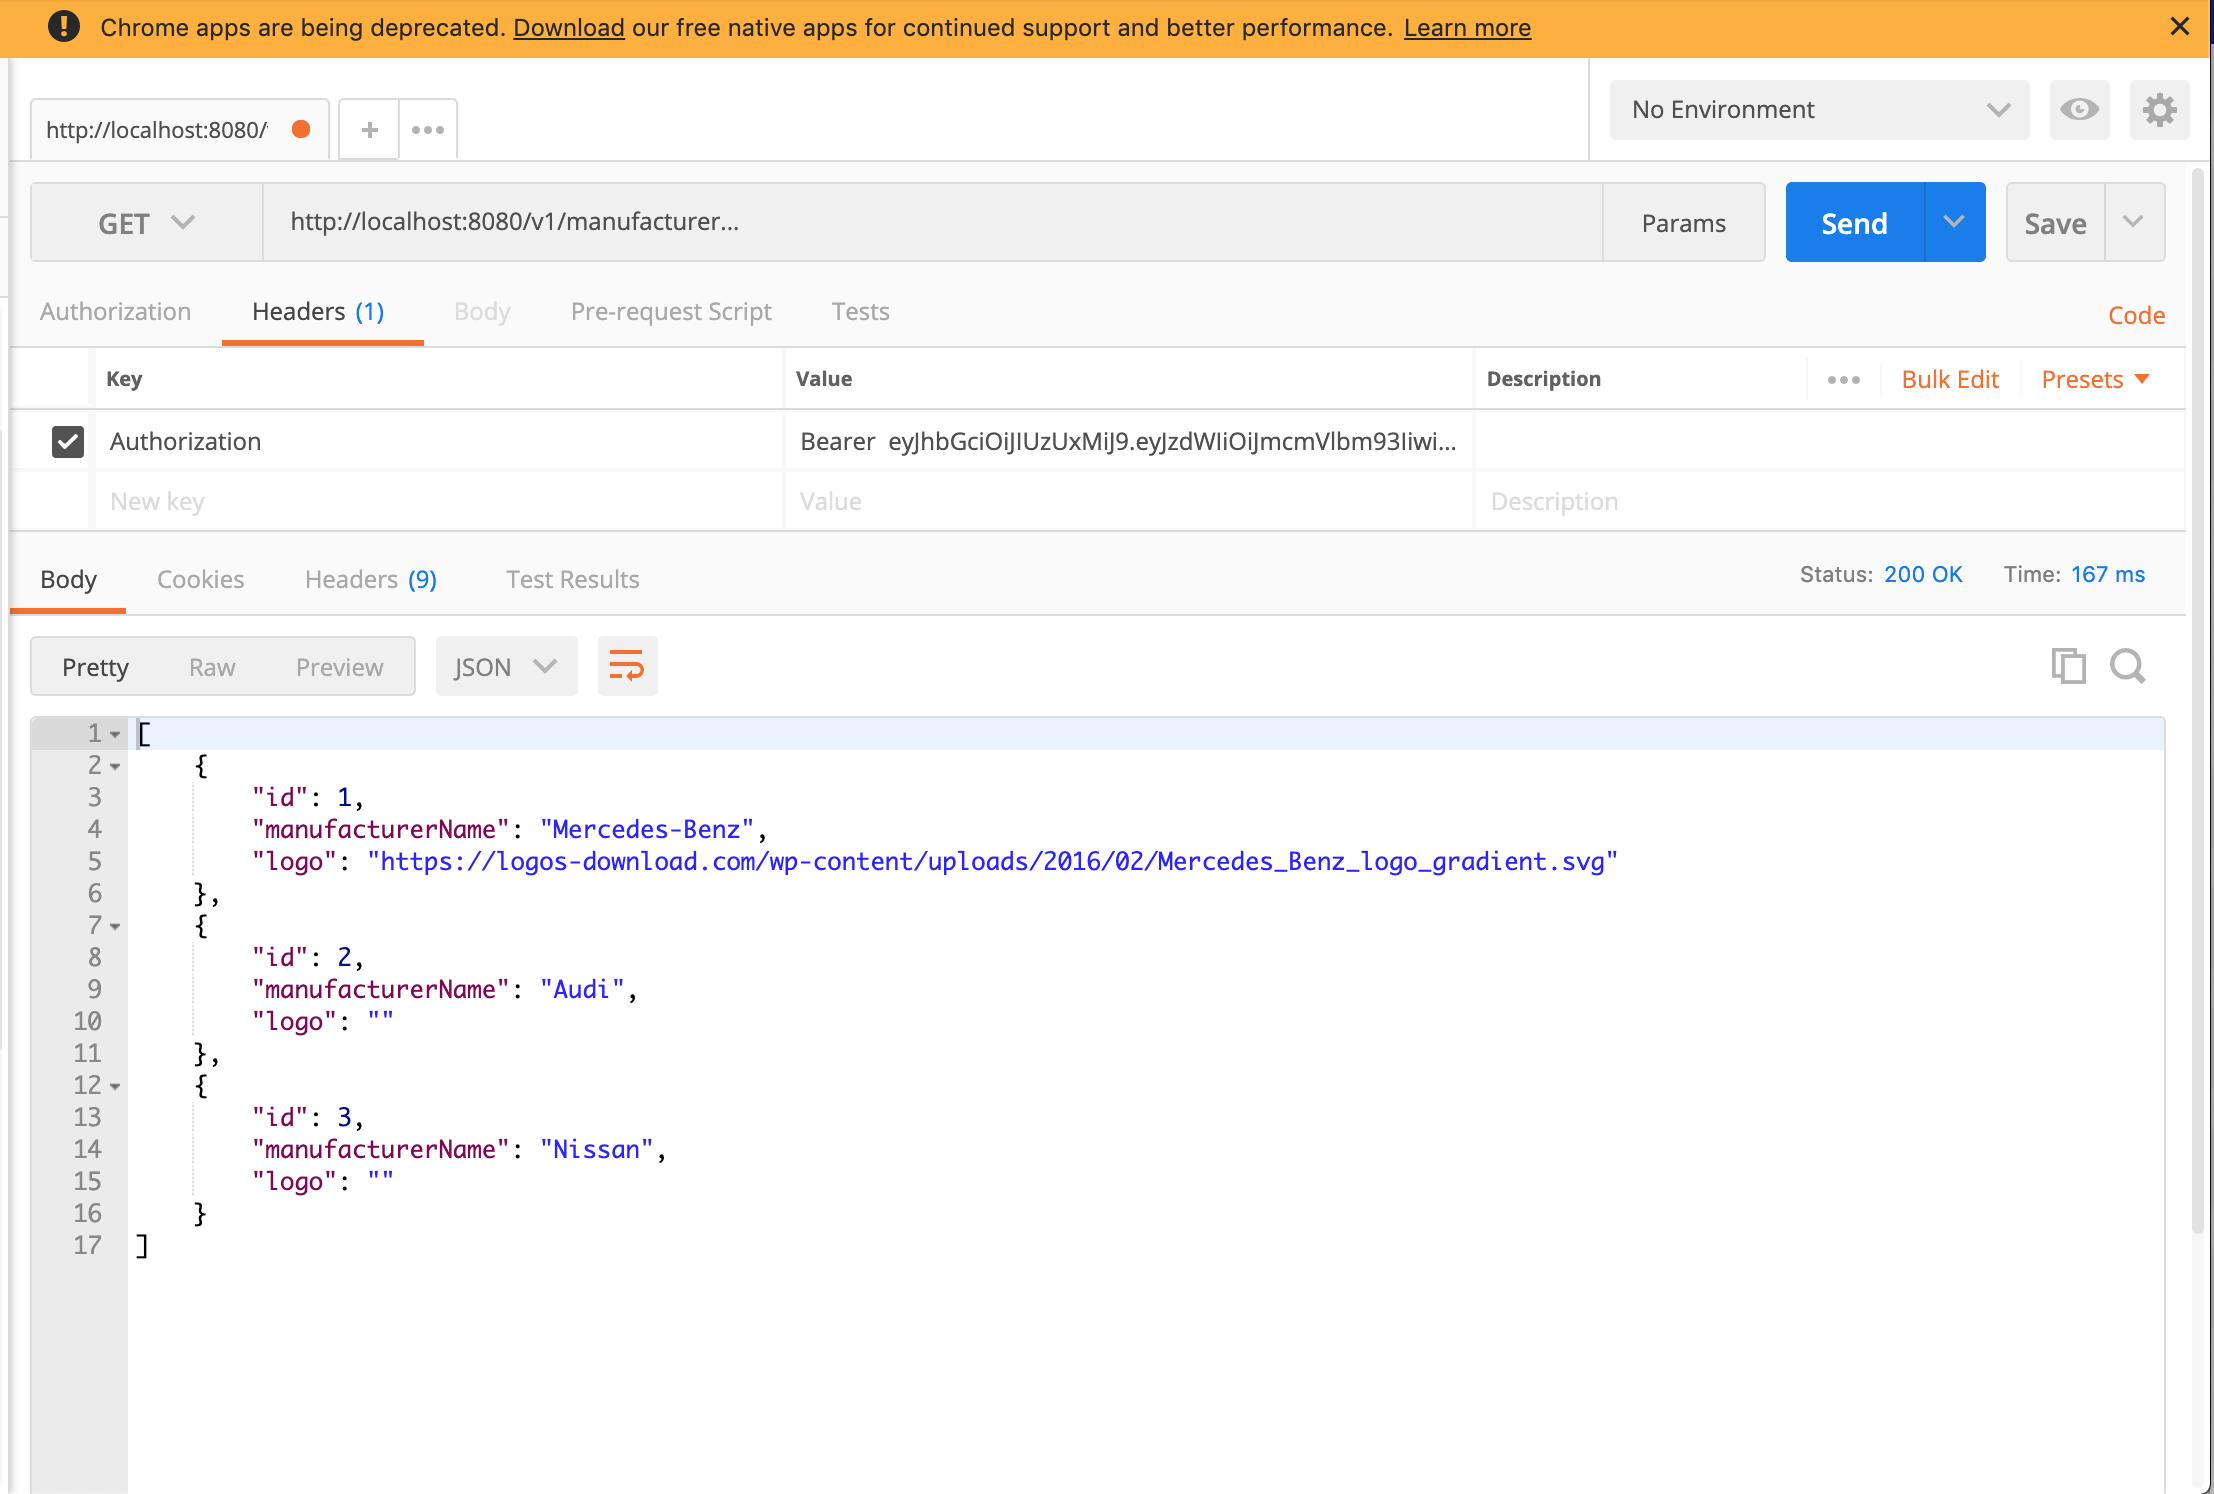 Chrome apps are being deprecated. Download our free native apps for continued support and better performance. Learn more
http://localhost:8080/
No Environment
GET http://localhost:8080/v1/manufacturer... Params Send Save
Authorization Headers (1) Body Pre-request Script Tests Code
Key Value Description Bulk Edit Presets
Authorization Bearer eyJhbGciOiJIUzUxMiJ9.eyJzdWIiOiJmcmVlbm93Iiwi...
New key Value Description
Body Cookies Headers (9) Test Results Status: 200 OK Time: 167 ms
Pretty Raw Preview JSON
1 [
2 {
3 "id": 1,
4 "manufacturerName": "Mercedes-Benz",
5 "logo": "https://logos-download.com/wp-content/uploads/2016/02/Mercedes_Benz_logo_gradient.svg"
6 },
7 {
8 "id": 2,
9 "manufacturerName": "Audi",
10 "logo": ""
11 },
12 {
13 "id": 3,
14 "manufacturerName": "Nissan",
15 "logo": ""
16 }
17 ]